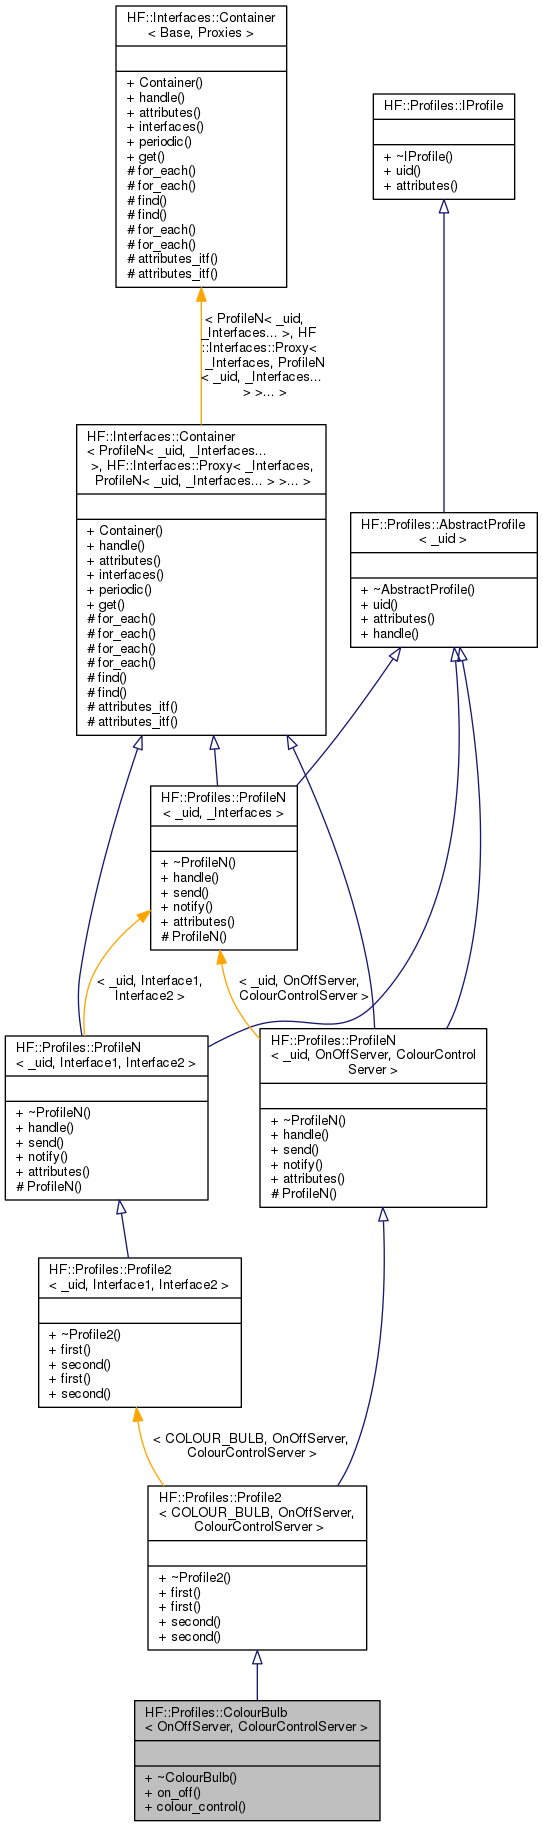 HF::Interfaces::Container
< Base, Proxies >
+ Container()
+ handle()
+ attributes()
+ interfaces()
+ periodic()
+ get()
# for_each()
# for_each()
# find()
# find()
# for_each()
# for_each()
# attributes_itf()
# attributes_itf()
HF::Profiles::IProfile
+ ~IProfile()
+ uid()
+ attributes()
< ProfileN< _uid,
_Interfaces... >, HF
::Interfaces::Proxy<
_Interfaces, ProfileN
< _uid, _Interfaces...
> >... >
HF::Interfaces::Container
< ProfileN< _uid, _Interfaces...
>, HF::Interfaces::Proxy< _Interfaces,
ProfileN< _uid, _Interfaces... > >... >
+ Container()
+ handle()
+ attributes()
+ interfaces()
+ periodic()
+ get()
# for_each()
# for_each()
# for_each()
# for_each()
# find()
# find()
# attributes_itf()
# attributes_itf()
HF::Profiles::AbstractProfile
< _uid >
+ ~AbstractProfile()
+ uid()
+ attributes()
+ handle()
HF::Profiles::ProfileN
< _uid, _Interfaces >
+ ~ProfileN()
+ handle()
+ send()
+ notify()
+ attributes()
# ProfileN()
< _uid, Interface1,
Interface2 >
< _uid, OnOffServer,
ColourControlServer >
HF::Profiles::ProfileN
< _uid, Interface1, Interface2 >
+ ~ProfileN()
+ handle()
+ send()
+ notify()
+ attributes()
# ProfileN()
HF::Profiles::ProfileN
< _uid, OnOffServer, ColourControl
Server >
+ ~ProfileN()
+ handle()
+ send()
+ notify()
+ attributes()
# ProfileN()
HF::Profiles::Profile2
< _uid, Interface1, Interface2 >
+ ~Profile2()
+ first()
+ second()
+ first()
+ second()
< COLOUR_BULB, OnOffServer,
ColourControlServer >
HF::Profiles::Profile2
< COLOUR_BULB, OnOffServer,
ColourControlServer >
+ ~Profile2()
+ first()
+ first()
+ second()
+ second()
HF::Profiles::ColourBulb
< OnOffServer, ColourControlServer >
+ ~ColourBulb()
+ on_off()
+ colour_control()